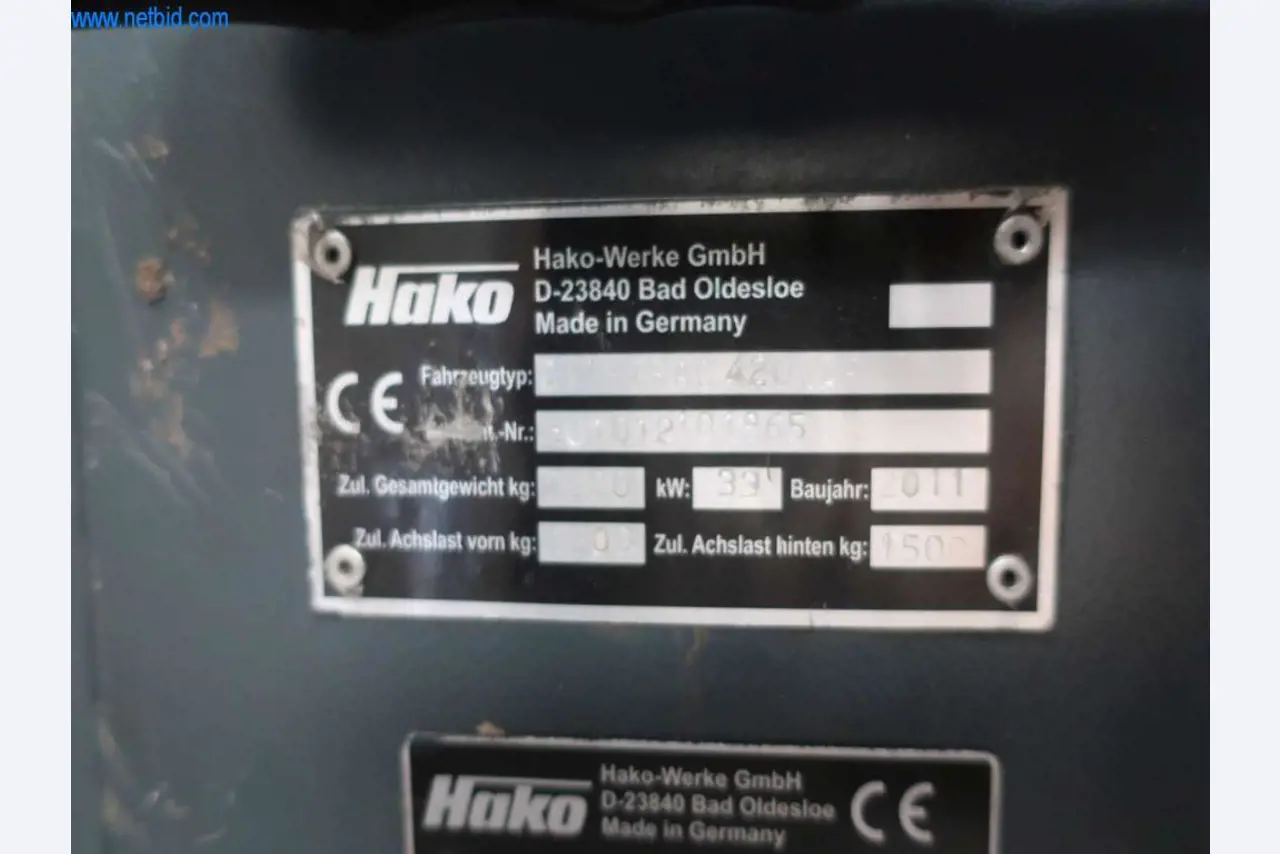 www.netbid.com
Hako
Hako-Werke GmbH
D-23840 Bad Oldesloe
Made in Germany
CE
Fahrzeugtyp:
-Nr.:
Zul. Gesamtgewicht kg:
kW: 33 Baujahr: 2011
Zul. Achslast vorn kg:
Zul. Achslast hinten kg:
Hako
Hako-Werke GmbH
D-23840 Bad Oldesloe
Made in Germany
CE